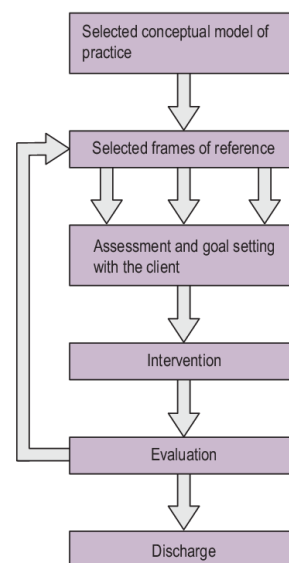 Selected conceptual model of
practice
Selected frames of reference
Assessment and goal setting
with the client
Intervention
Evaluation
Discharge